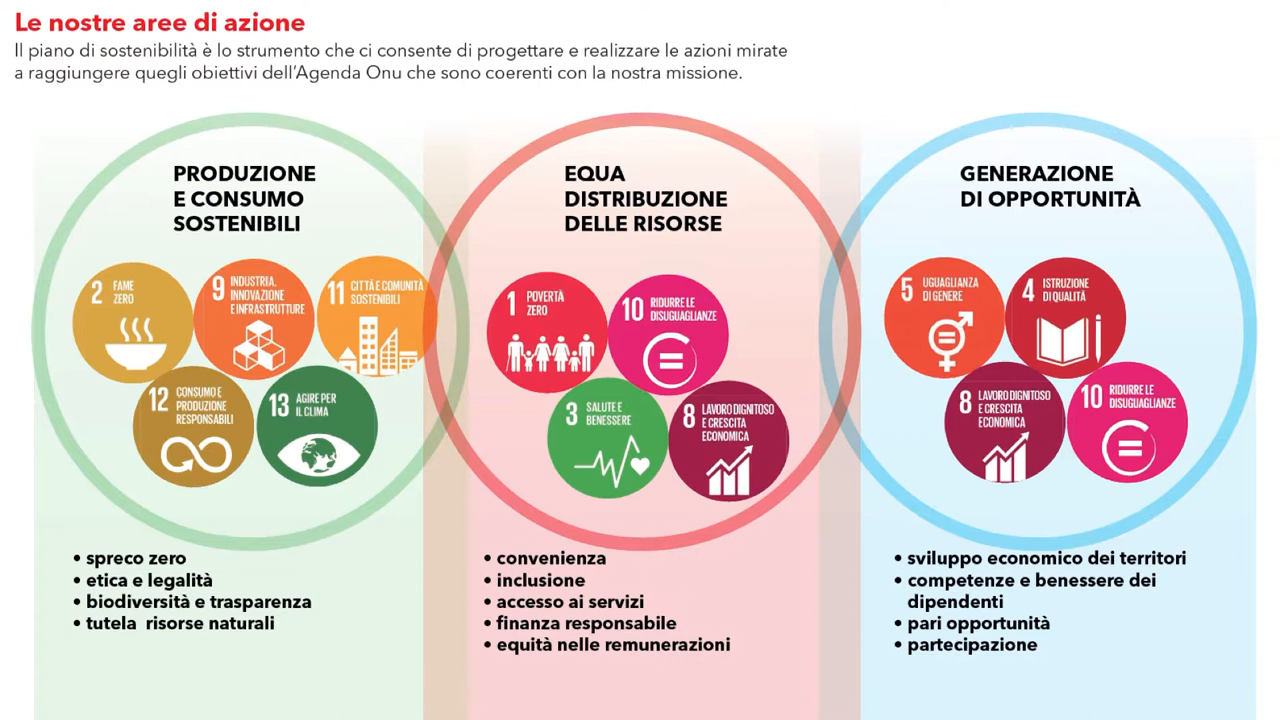 Le nostre aree di azione
Il piano di sostenibilità è lo strumento che ci consente di progettare e realizzare le azioni mirate
a raggiungere quegli obiettivi dell'Agenda Onu che sono coerenti con la nostra missione.
PRODUZIONE
E CONSUMO
SOSTENIBILI
2 FAME
ZERO
9 INDUSTRIA,
INNOVAZIONE
E INFRASTRUTTURE
11 CITTÀ E COMUNITÀ
SOSTENIBILI
12 CONSUMO E
PRODUZIONE
RESPONSABILI
13 AGIRE PER
IL CLIMA
• spreco zero
• etica e legalità
• biodiversità e trasparenza
• tutela risorse naturali
EQUA
DISTRIBUZIONE
DELLE RISORSE
1 POVERTÀ
ZERO
10 RIDURRE LE
DISUGUAGLIANZE
3 SALUTE E
BENESSERE
8 LAVORO DIGNITOSO
E CRESCITA
ECONOMICA
• convenienza
• inclusione
• accesso ai servizi
• finanza responsabile
• equità nelle remunerazioni
GENERAZIONE
DI OPPORTUNITÀ
5 UGUAGLIANZA
DI GENERE
4 ISTRUZIONE
DI QUALITÀ
8 LAVORO DIGNITOSO
E CRESCITA
ECONOMICA
10 RIDURRE LE
DISUGUAGLIANZE
• sviluppo economico dei territori
• competenze e benessere dei
dipendenti
• pari opportunità
• partecipazione